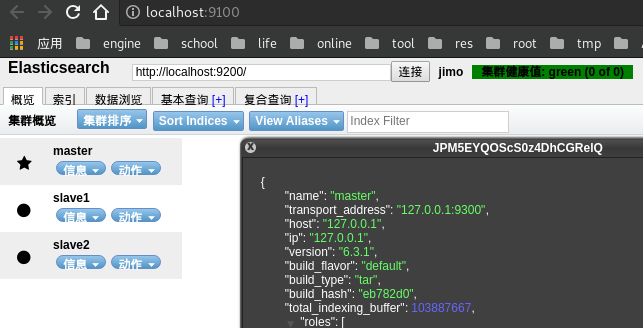 localhost:9100
应用 engine school life online tool res root tmp
Elasticsearch http://localhost:9200/ 连接 jimo 集群健康值: green (0 of 0)
概览 索引 数据浏览 基本查询 [+] 复合查询 [+]
集群概览 集群排序 Sort Indices View Aliases Index Filter
master
信息 动作
slave1
信息 动作
slave2
信息 动作
JPM5EYQOScS0z4DhCGRelQ
{
"name": "master",
"transport_address": "127.0.0.1:9300",
"host": "127.0.0.1",
"ip": "127.0.0.1",
"version": "6.3.1",
"build_flavor": "default",
"build_type": "tar",
"build_hash": "eb782d0",
"total_indexing_buffer": 103887667,
"roles": [